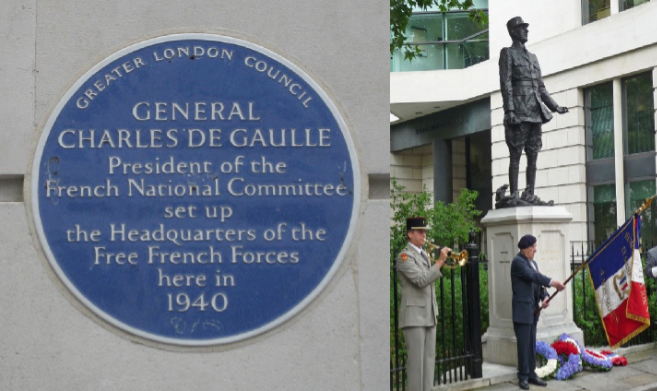 GREATER LONDON COUNCIL
GENERAL
CHARLES DE GAULLE
President of the
French National Committee
set up
the Headquarters of the
Free French Forces
here in
1940